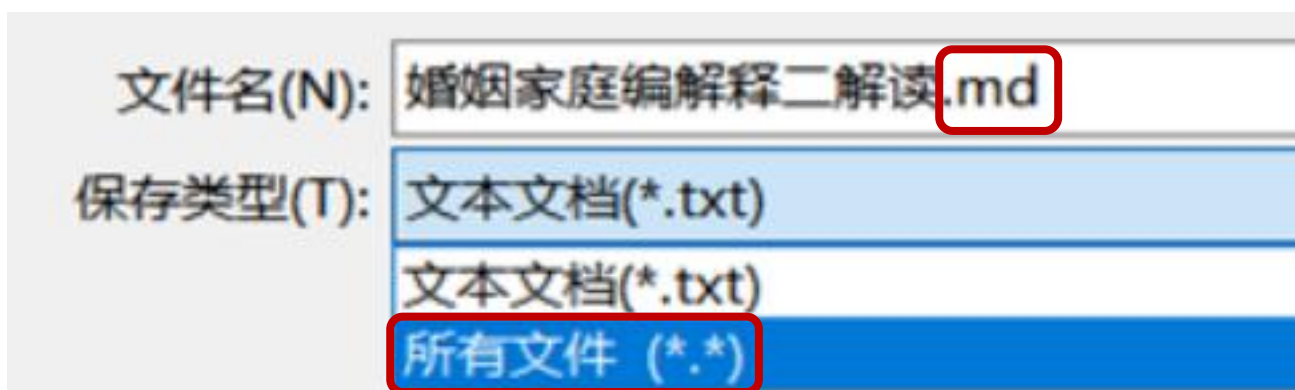 文件名(N): 婚姻家庭编解释二解读.md
保存类型(T): 文本文档(*.txt)
文本文档(*.txt)
所有文件 (*.*)